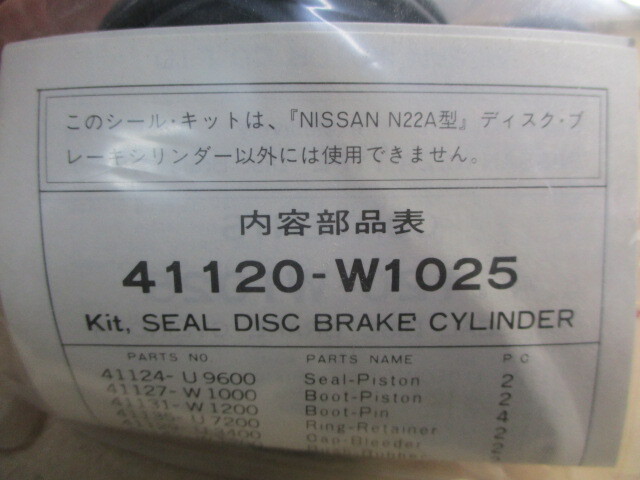 このシール・キットは、『NISSAN N22A型』ディスク・ブ
レーキシリンダー以外には使用できません。
内容部品表
41120-W1025
Kit, SEAL DISC BRAKE CYLINDER
PARTS NO. PARTS NAME P C
41124-U9600 Seal-Piston 2
41127-W1000 Boot-Piston 2
41131-W1200 Boot-Pin 4
U7200 Ring-Retainer 2
Cap-Bleeder